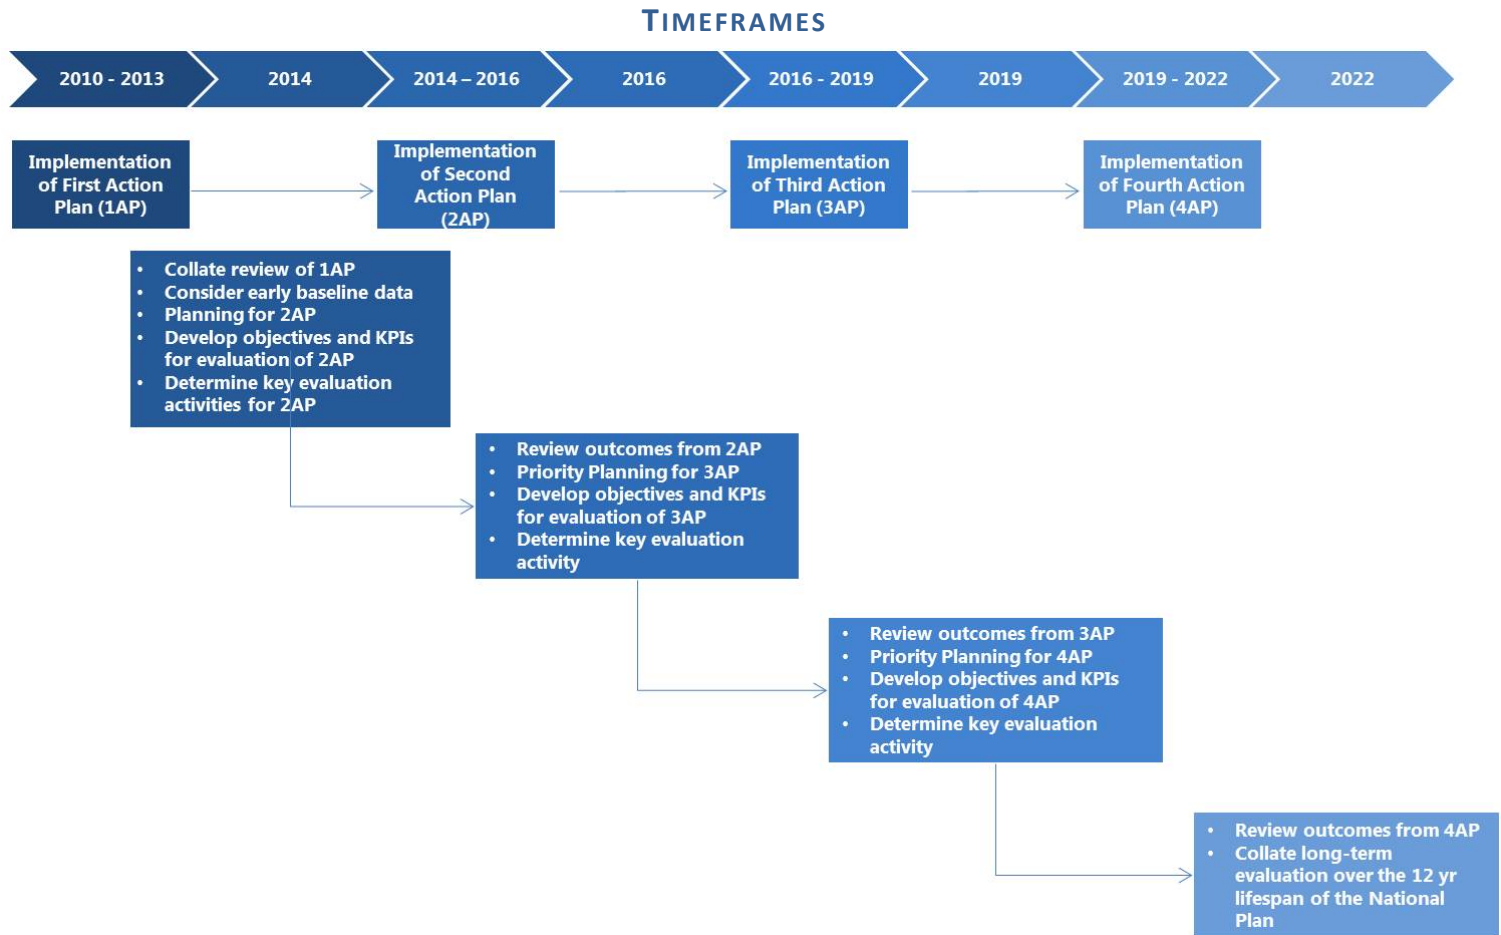 TIMEFRAMES
2010 - 2013
2014
2014 – 2016
2016
2016 - 2019
2019
2019 - 2022
2022
Implementation
of First Action
Plan (1AP)
Implementation
of Second
Action Plan
(2AP)
Implementation
of Third Action
Plan (3AP)
Implementation
of Fourth Action
Plan (4AP)
• Collate review of 1AP
• Consider early baseline data
• Planning for 2AP
• Develop objectives and KPIs
for evaluation of 2AP
• Determine key evaluation
activities for 2AP
• Review outcomes from 2AP
• Priority Planning for 3AP
• Develop objectives and KPIs
for evaluation of 3AP
• Determine key evaluation
activity
• Review outcomes from 3AP
• Priority Planning for 4AP
• Develop objectives and KPIs
for evaluation of 4AP
• Determine key evaluation
activity
• Review outcomes from 4AP
• Collate long-term
evaluation over the 12 yr
lifespan of the National
Plan